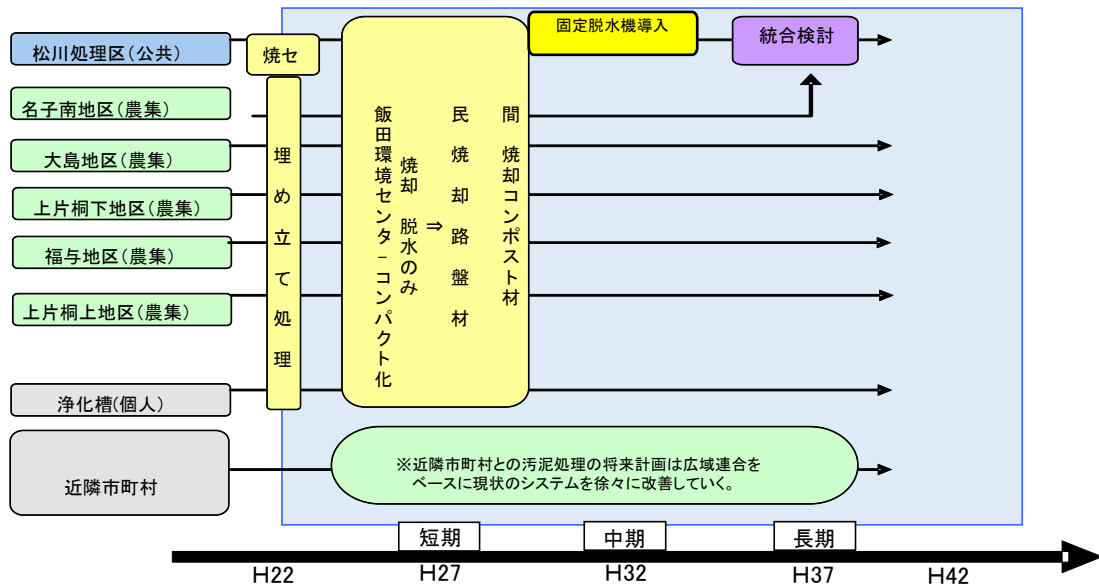 固定脱水機導入
松川処理区(公共)
焼セ
統合検討
名子南地区(農集)
大島地区(農集)
上片桐下地区(農集)
福与地区(農集)
上片桐上地区(農集)
浄化槽(個人)
近隣市町村
埋め立て処理
飯田環境センターコンパクト化
焼却 脱水のみ
⇒
民焼却路盤材
間 焼却コンポスト材
※近隣市町村との汚泥処理の将来計画は広域連合を
ベースに現状のシステムを徐々に改善していく。
短期
中期
長期
H22
H27
H32
H37
H42